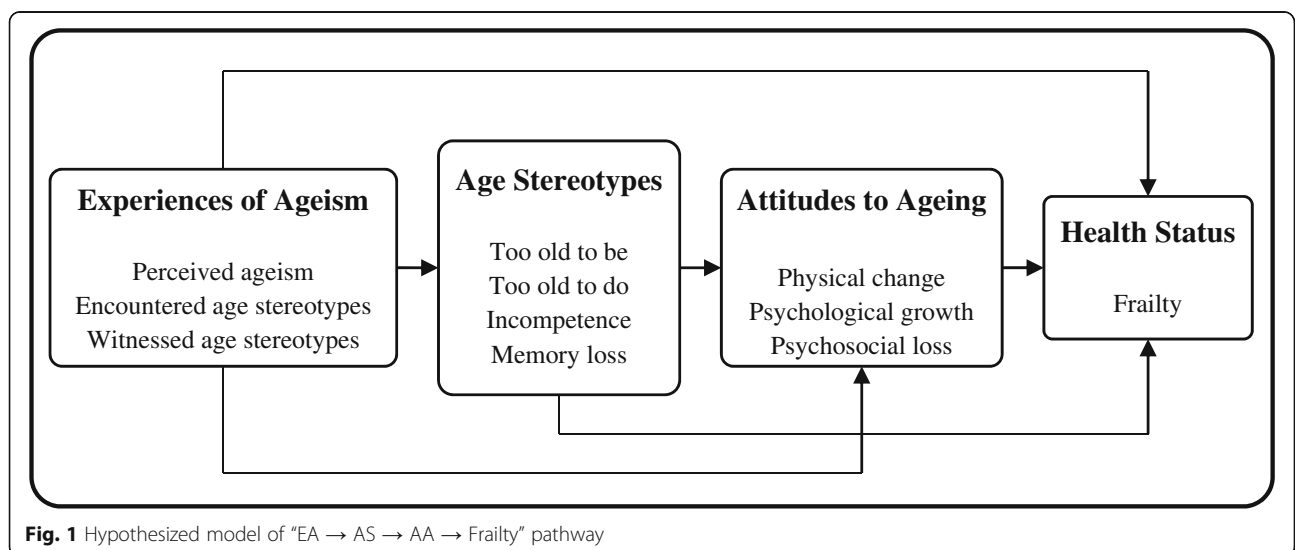 Experiences of Ageism
Perceived ageism
Encountered age stereotypes
Witnessed age stereotypes
Age Stereotypes
Too old to be
Too old to do
Incompetence
Memory loss
Attitudes to Ageing
Physical change
Psychological growth
Psychosocial loss
Health Status
Frailty
Fig. 1 Hypothesized model of “EA → AS → AA → Frailty” pathway